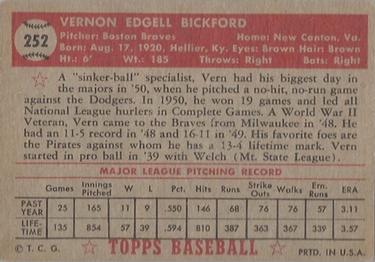 252
VERNON EDGELL BICKFORD
Pitcher: Boston Braves Home: New Canton, Va.
Born: Aug. 17, 1920, Hellier, Ky. Eyes: Brown Hair: Brown
Ht.: 6' Wt.: 185 Throws: Right Bats: Right
A "sinker-ball" specialist, Vern had his biggest day in
the majors in '50, when he pitched a no-hit, no-run game
against the Dodgers. In 1950, he won 19 games and led all
National League hurlers in Complete Games. A World War II
Veteran, Vern came to the Braves from Milwaukee in '48. He
had an 11-5 record in '48 and 16-11 in '49. His favorite foes are
the Pirates against whom he has a 13-4 lifetime mark. Vern
started in pro ball in '39 with Welch (Mt. State League).
MAJOR LEAGUE PITCHING RECORD
Games Innings Pitched W L Pct. Hits Runs Strike Outs Walks Ern. Runs ERA
PAST YEAR 25 165 11 9 .550 146 68 76 57 3.11
LIFE-TIME 135 854 57 39 .594 810 387 363 339 3.57
© T. C. G. TOPPS BASEBALL PRTD. IN U.S.A.